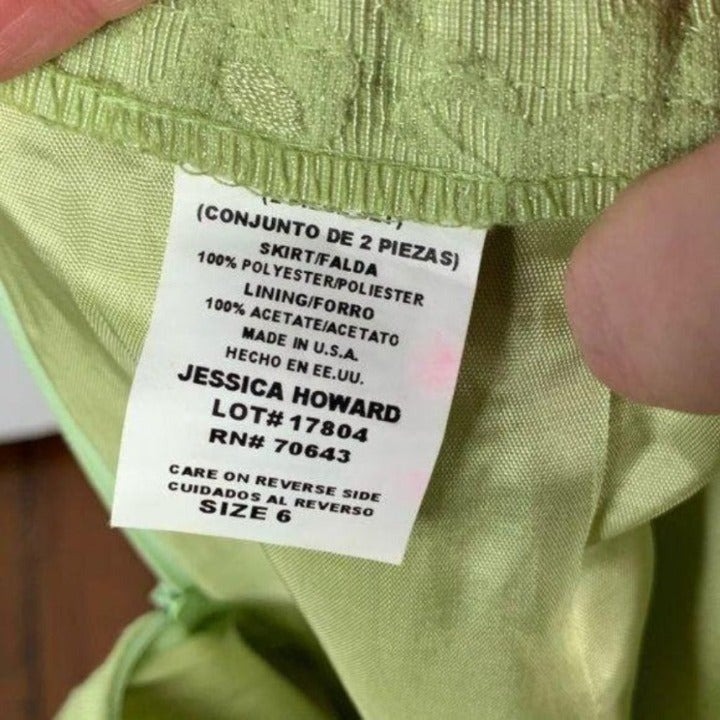 (CONJUNTO DE 2 PIEZAS)
SKIRT/FALDA
100% POLYESTER/POLIESTER
LINING/FORRO
100% ACETATE/ACETATO
MADE IN U.S.A.
HECHO EN EE.UU.
JESSICA HOWARD
LOT# 17804
RN# 70643
CARE ON REVERSE SIDE
CUIDADOS AL REVERSO
SIZE 6